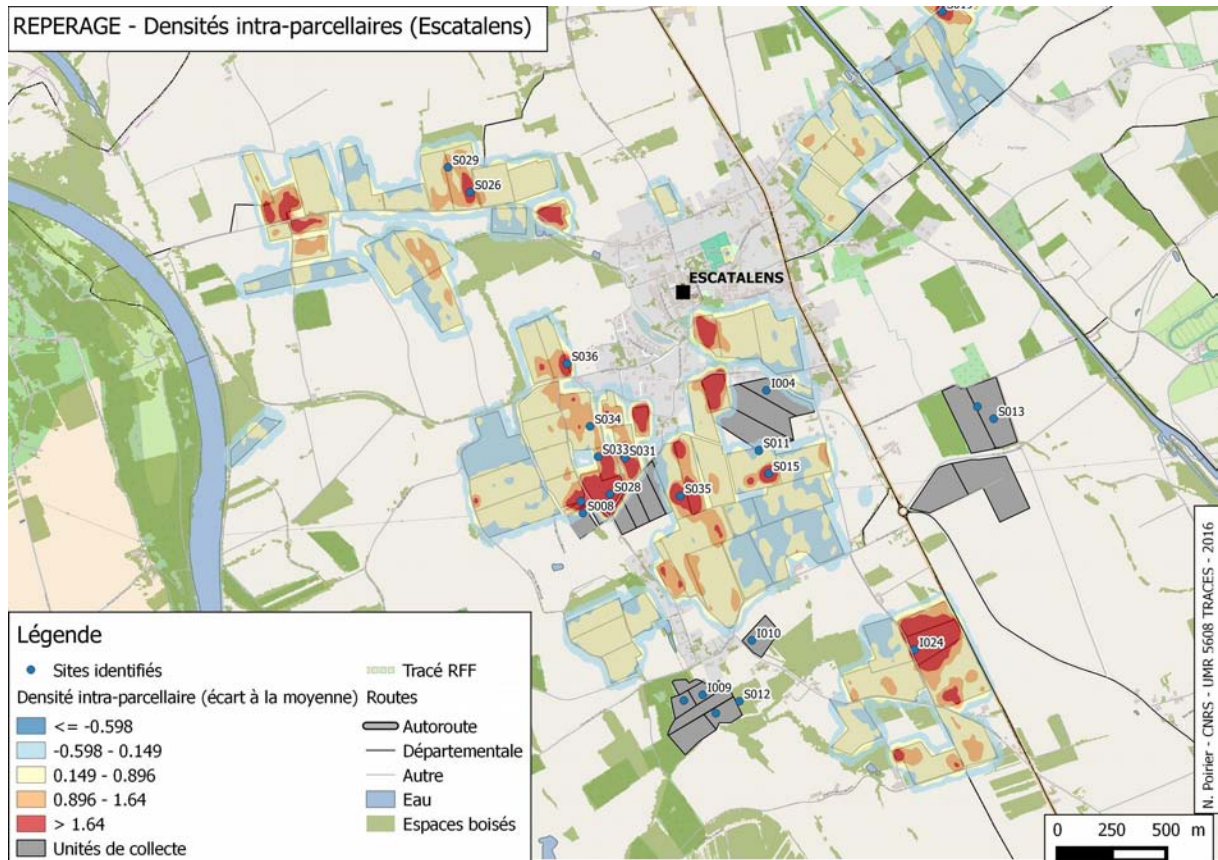 REPERAGE - Densités intra-parcellaires (Escatalens)
S029
S026
ESCATALENS
S036
I004
S034
S013
S033
S031
S011
S015
S028
S035
S008
I010
I024
I009
S012
Légende
Sites identifiés
Tracé RFF
Densité intra-parcellaire (écart à la moyenne)
Routes
<= -0.598
Autoroute
-0.598 - 0.149
Départementale
0.149 - 0.896
Autre
0.896 - 1.64
Eau
> 1.64
Espaces boisés
Unités de collecte
0 250 500 m
N. Poirier - CNRS - UMR 5608 TRACES - 2016